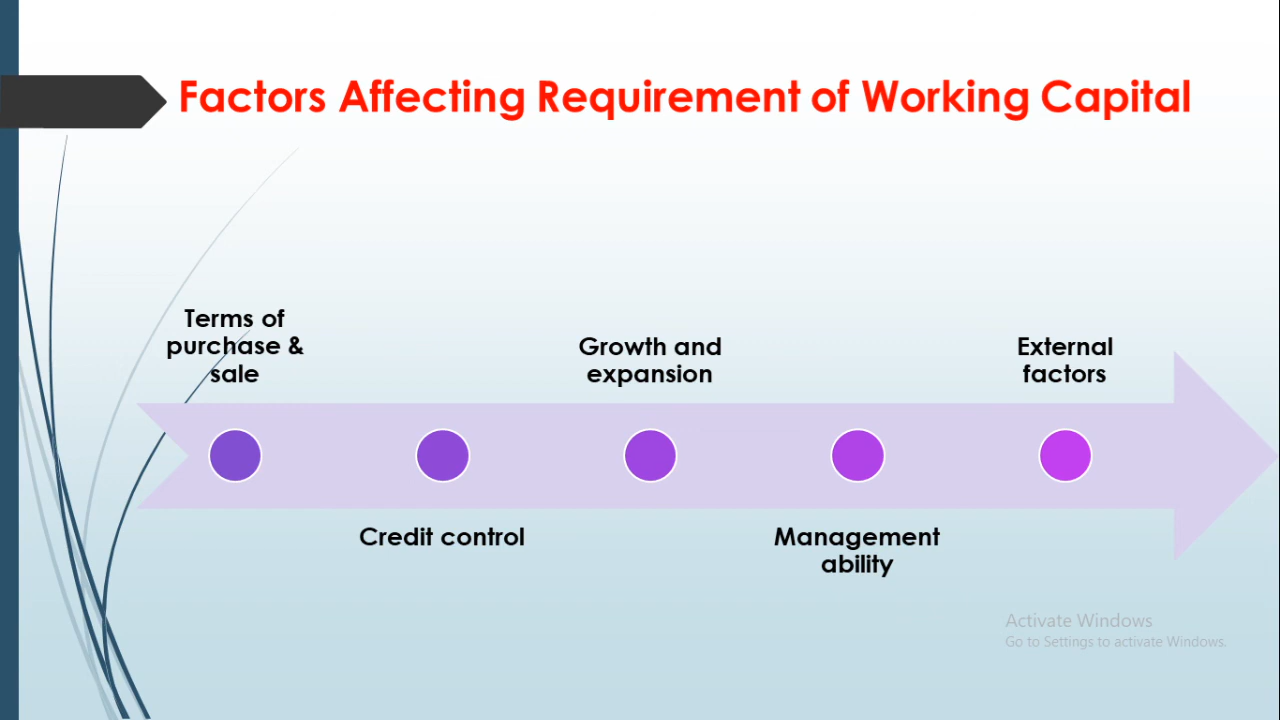 Factors Affecting Requirement of Working Capital
Terms of
purchase &
sale
Credit control
Growth and
expansion
Management
ability
External
factors
Activate Windows
Go to Settings to activate Windows.